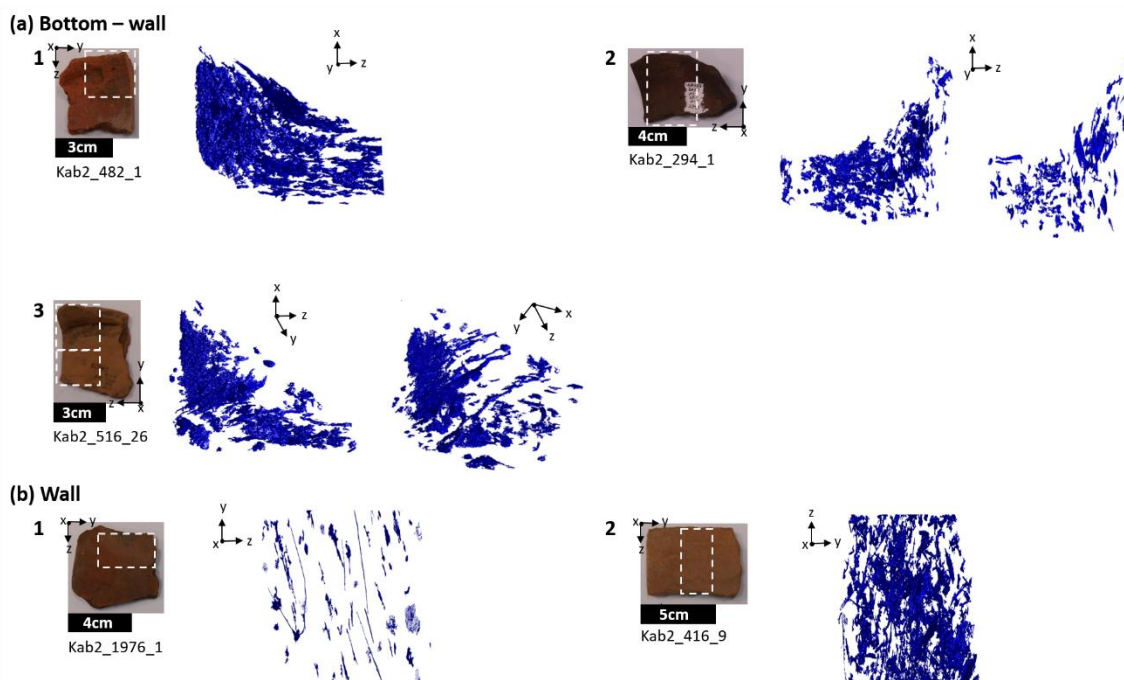 (a) Bottom – wall
1
x
y
z
3cm
Kab2_482_1
x
y
z
2
4cm
y
z
x
Kab2_294_1
x
y
z
3
3cm
y
z
x
Kab2_516_26
x
z
y
x
y
z
(b) Wall
1
x
y
z
4cm
Kab2_1976_1
y
x
z
2
x
y
z
5cm
Kab2_416_9
z
x
y